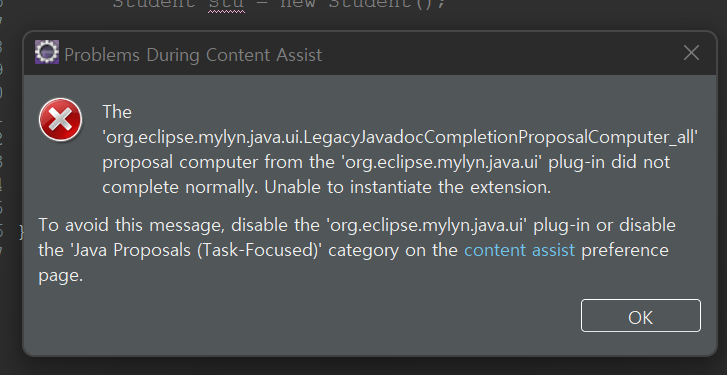 Student stu = new Student();
Problems During Content Assist
The
'org.eclipse.mylyn.java.ui.LegacyJavadocCompletionProposalComputer_all'
proposal computer from the 'org.eclipse.mylyn.java.ui' plug-in did not
complete normally. Unable to instantiate the extension.
To avoid this message, disable the 'org.eclipse.mylyn.java.ui' plug-in or disable
the 'Java Proposals (Task-Focused)' category on the content assist preference
page.
}
OK